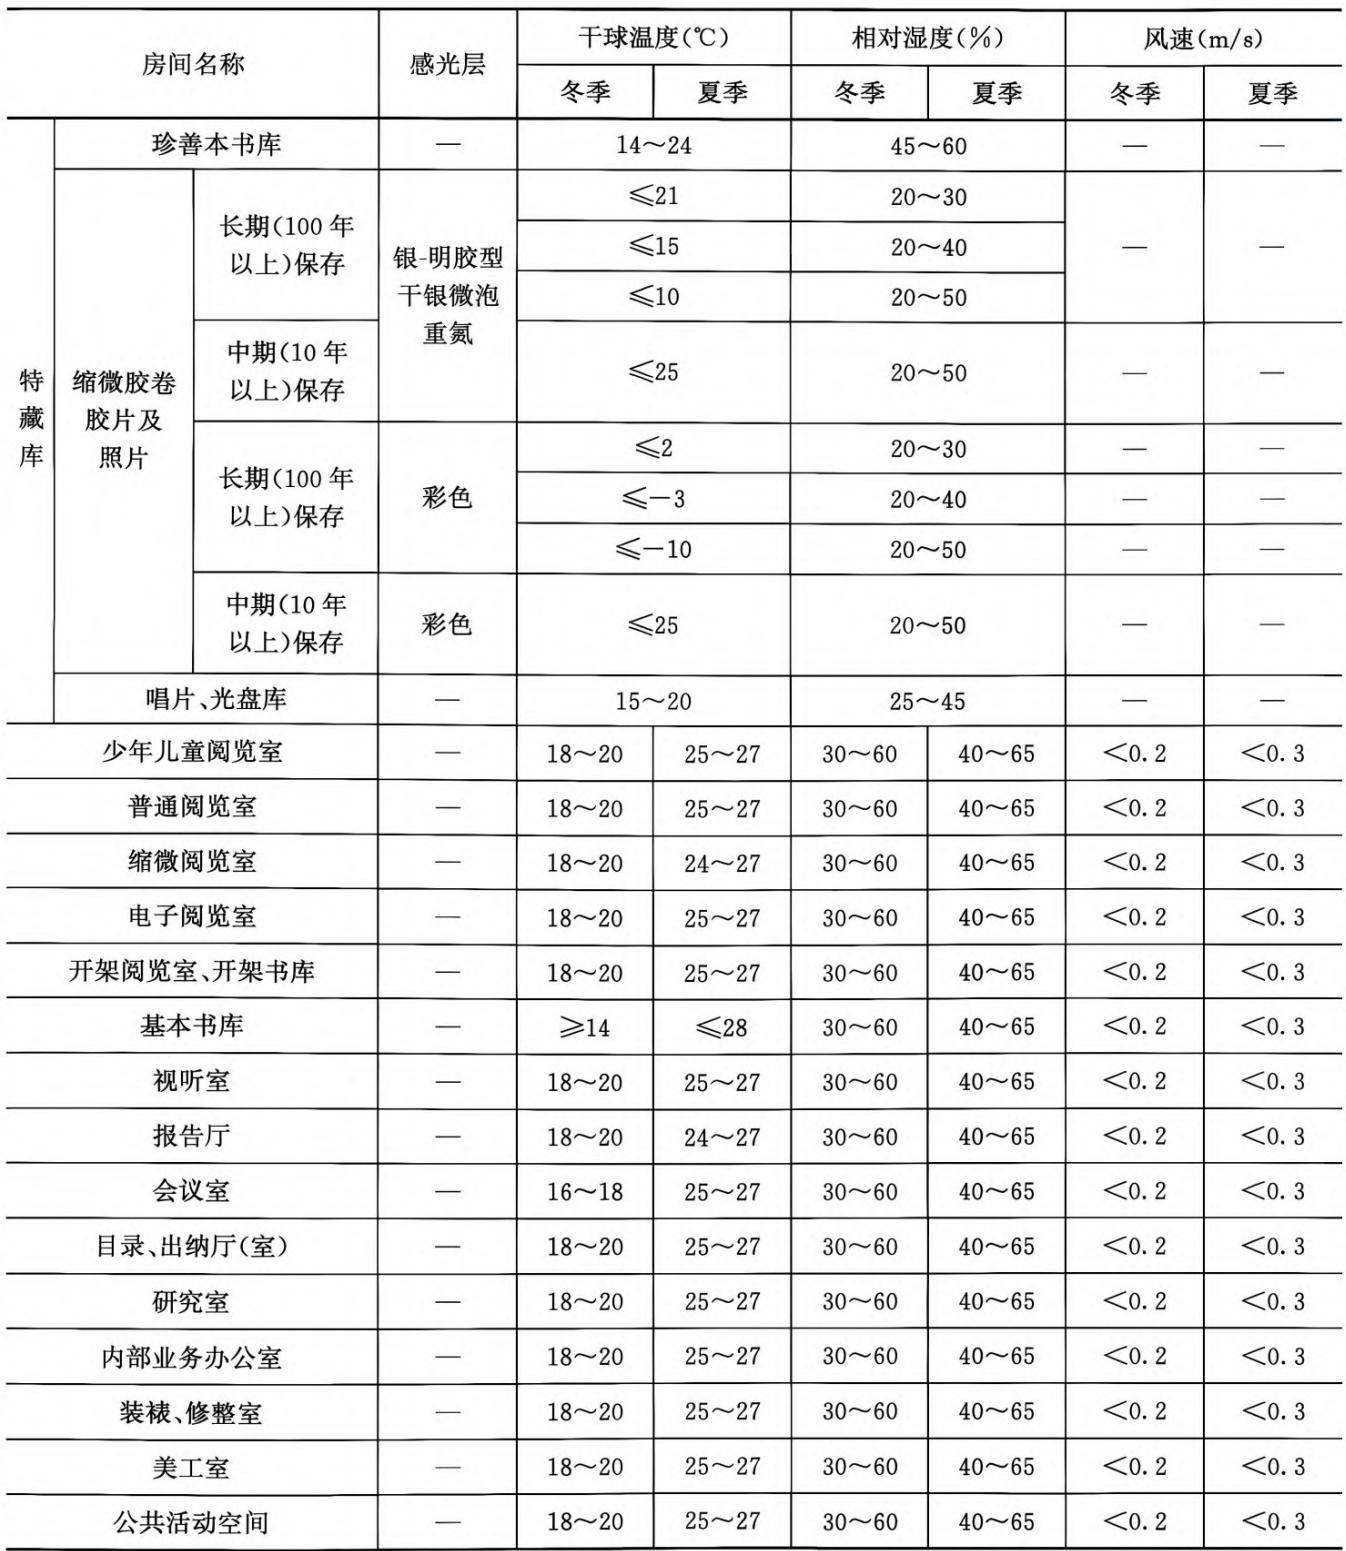 房间名称 感光层 干球温度(℃) 相对湿度(%) 风速(m/s)
冬季 夏季 冬季 夏季 冬季 夏季
特藏库
珍善本书库 — 14～24 45～60 — —
缩微胶卷
胶片及
照片
长期(100年
以上)保存
银-明胶型
干银微泡
重氮
≤21 20～30 — —
≤15 20～40
≤10 20～50
中期(10年
以上)保存
≤25 20～50 — —
长期(100年
以上)保存
彩色
≤2 20～30 — —
≤-3 20～40 — —
≤-10 20～50 — —
中期(10年
以上)保存
彩色 ≤25 20～50 — —
唱片、光盘库 — 15～20 25～45 — —
少年儿童阅览室 — 18～20 25～27 30～60 40～65 <0.2 <0.3
普通阅览室 — 18～20 25～27 30～60 40～65 <0.2 <0.3
缩微阅览室 — 18～20 24～27 30～60 40～65 <0.2 <0.3
电子阅览室 — 18～20 25～27 30～60 40～65 <0.2 <0.3
开架阅览室、开架书库 — 18～20 25～27 30～60 40～65 <0.2 <0.3
基本书库 — ≥14 ≤28 30～60 40～65 <0.2 <0.3
视听室 — 18～20 25～27 30～60 40～65 <0.2 <0.3
报告厅 — 18～20 24～27 30～60 40～65 <0.2 <0.3
会议室 — 16～18 25～27 30～60 40～65 <0.2 <0.3
目录、出纳厅(室) — 18～20 25～27 30～60 40～65 <0.2 <0.3
研究室 — 18～20 25～27 30～60 40～65 <0.2 <0.3
内部业务办公室 — 18～20 25～27 30～60 40～65 <0.2 <0.3
装裱、修整室 — 18～20 25～27 30～60 40～65 <0.2 <0.3
美工室 — 18～20 25～27 30～60 40～65 <0.2 <0.3
公共活动空间 — 18～20 25～27 30～60 40～65 <0.2 <0.3